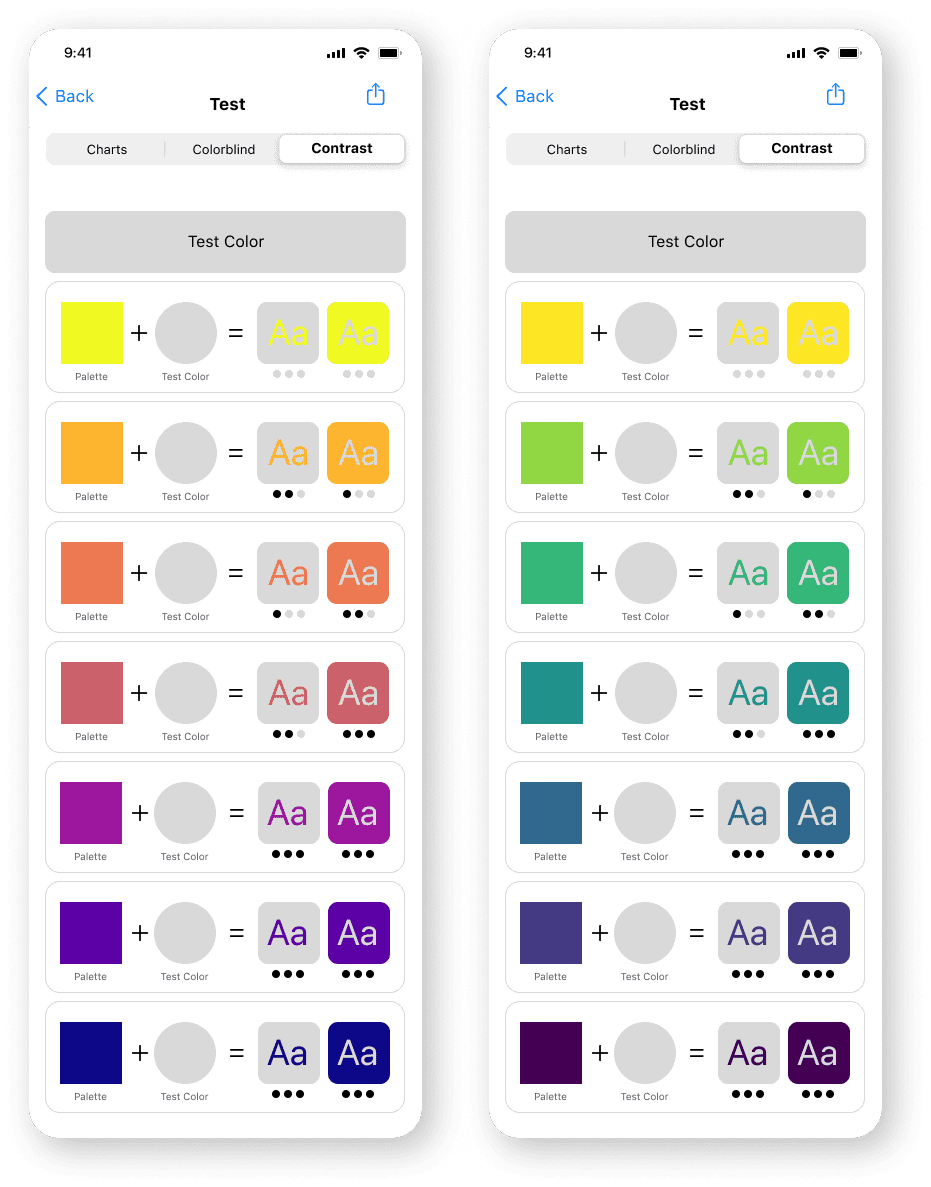 9:41
Back
Test
Charts Colorblind Contrast
Test Color
+ = Aa Aa
Palette Test Color
+ = Aa Aa
Palette Test Color
+ = Aa Aa
Palette Test Color
+ = Aa Aa
Palette Test Color
+ = Aa Aa
Palette Test Color
+ = Aa Aa
Palette Test Color
+ = Aa Aa
Palette Test Color
9:41
Back
Test
Charts Colorblind Contrast
Test Color
+ = Aa Aa
Palette Test Color
+ = Aa Aa
Palette Test Color
+ = Aa Aa
Palette Test Color
+ = Aa Aa
Palette Test Color
+ = Aa Aa
Palette Test Color
+ = Aa Aa
Palette Test Color
+ = Aa Aa
Palette Test Color